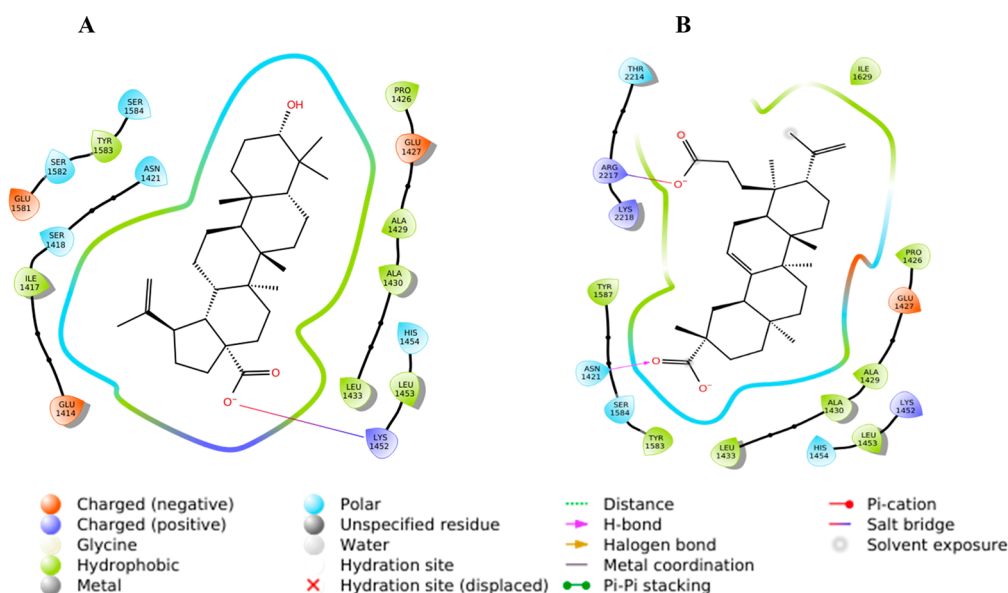 A
B
SER
1584
TYR
1583
SER
1582
GLU
1581
ASN
1421
SER
1418
ILE
1417
GLU
1414
OH
O
O⁻
PRO
1426
GLU
1427
ALA
1429
ALA
1430
HIS
1454
LEU
1433
LEU
1453
LYS
1452
THR
2214
ARG
2217
LYS
2218
O
O⁻
ILE
1629
TYR
1587
ASN
1421
SER
1584
TYR
1583
O
O⁻
PRO
1426
GLU
1427
ALA
1429
ALA
1430
LEU
1433
LYS
1452
LEU
1453
HIS
1454
Charged (negative)
Charged (positive)
Glycine
Hydrophobic
Metal
Polar
Unspecified residue
Water
Hydration site
Hydration site (displaced)
Distance
H-bond
Halogen bond
Metal coordination
Pi-Pi stacking
Pi-cation
Salt bridge
Solvent exposure